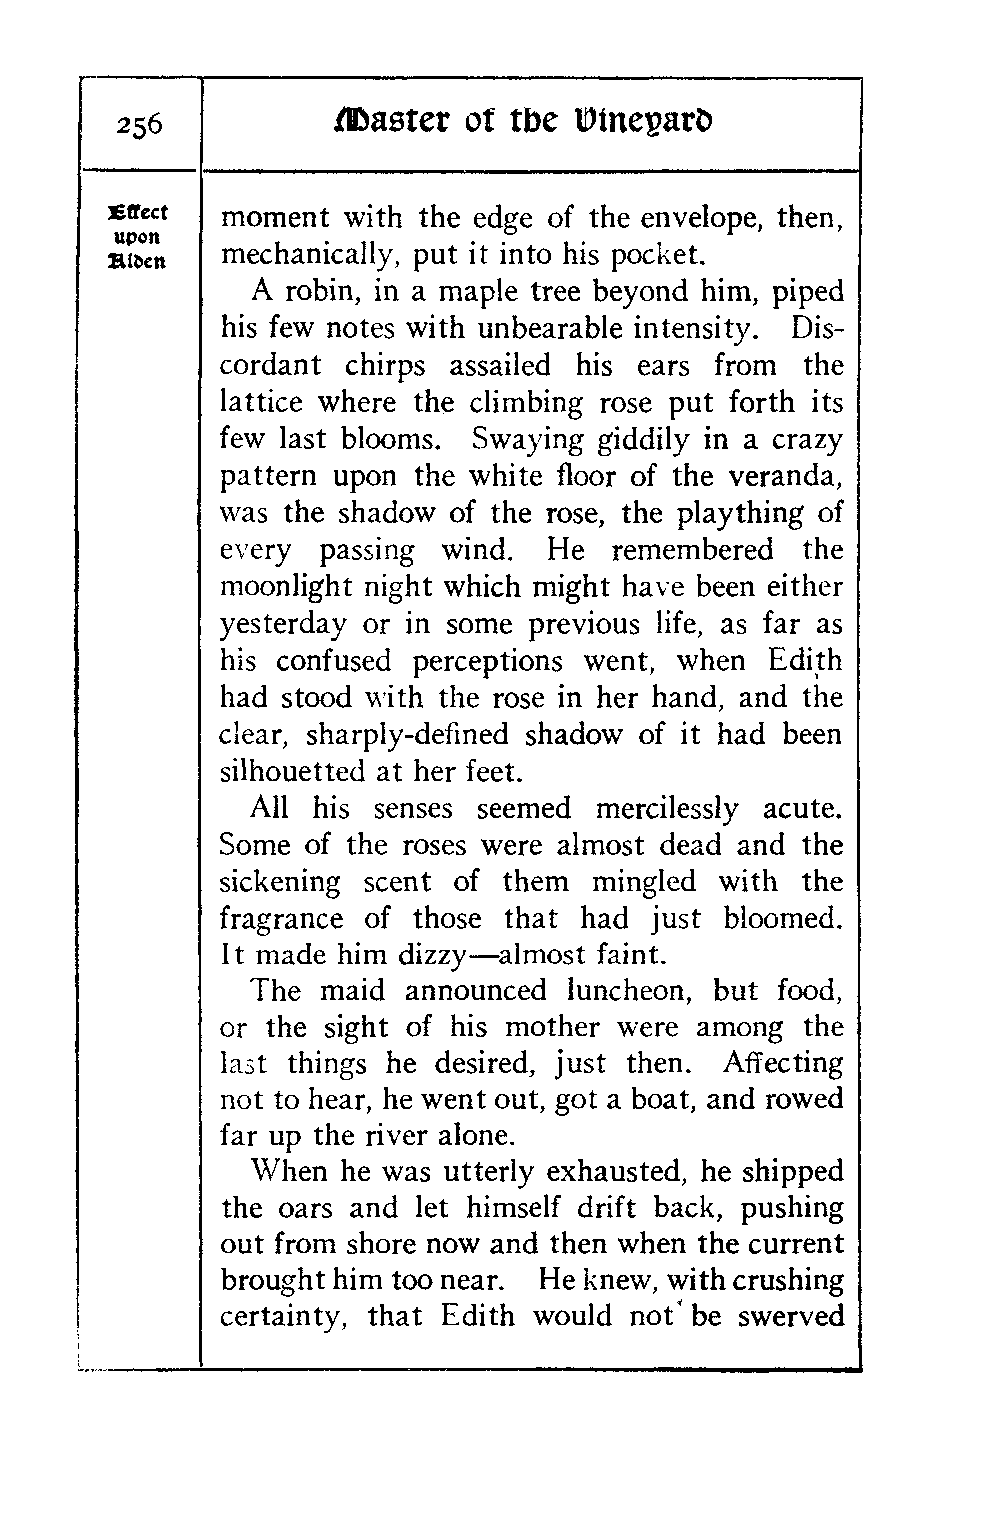 256
Master of the Vineyard
Effect
upon
Alden
moment with the edge of the envelope, then,
mechanically, put it into his pocket.
A robin, in a maple tree beyond him, piped
his few notes with unbearable intensity. Dis-
cordant chirps assailed his ears from the
lattice where the climbing rose put forth its
few last blooms. Swaying giddily in a crazy
pattern upon the white floor of the veranda,
was the shadow of the rose, the plaything of
every passing wind. He remembered the
moonlight night which might have been either
yesterday or in some previous life, as far as
his confused perceptions went, when Edith
had stood with the rose in her hand, and the
clear, sharply-defined shadow of it had been
silhouetted at her feet.
All his senses seemed mercilessly acute.
Some of the roses were almost dead and the
sickening scent of them mingled with the
fragrance of those that had just bloomed.
It made him dizzy—almost faint.
The maid announced luncheon, but food,
or the sight of his mother were among the
last things he desired, just then. Affecting
not to hear, he went out, got a boat, and rowed
far up the river alone.
When he was utterly exhausted, he shipped
the oars and let himself drift back, pushing
out from shore now and then when the current
brought him too near. He knew, with crushing
certainty, that Edith would not be swerved